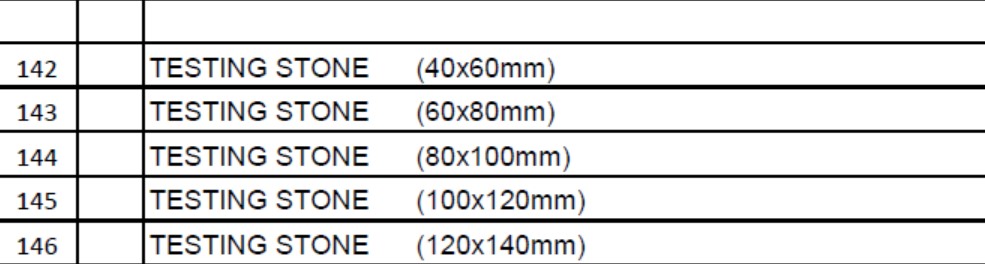 142 TESTING STONE (40x60mm)
143 TESTING STONE (60x80mm)
144 TESTING STONE (80x100mm)
145 TESTING STONE (100x120mm)
146 TESTING STONE (120x140mm)